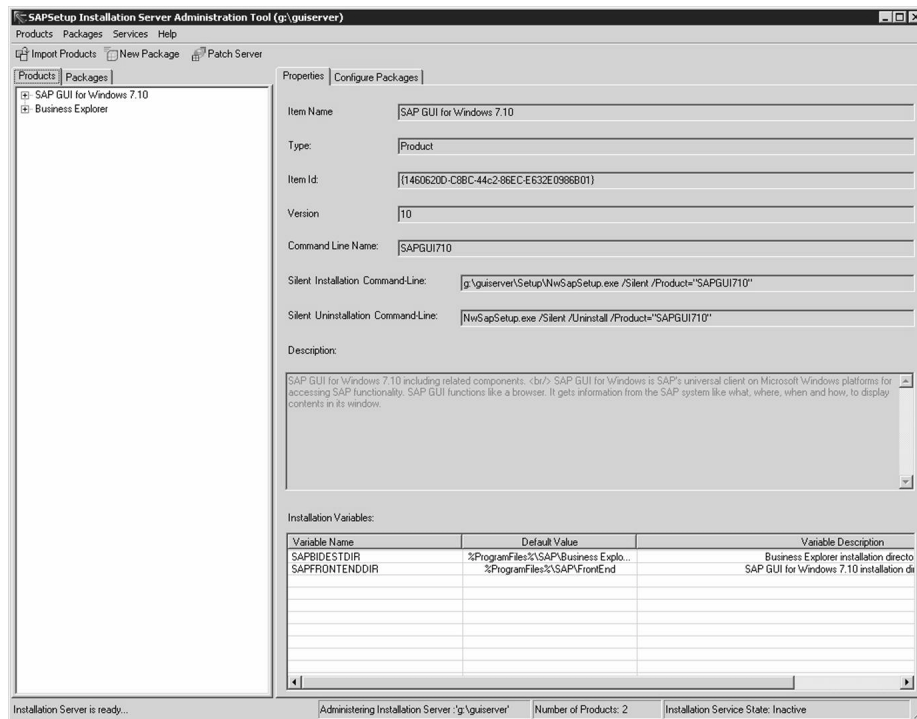 SAPSetup Installation Server Administration Tool (g:\guiserver)
Products Packages Services Help
Import Products New Package Patch Server
Products Packages
SAP GUI for Windows 7.10
Business Explorer
Properties Configure Packages
Item Name SAP GUI for Windows 7.10
Type: Product
Item Id: {1460620D-C8BC-44c2-86EC-E632E0986B01}
Version 10
Command Line Name: SAPGUI710
Silent Installation Command-Line: g:\guiserver\Setup\NwSapSetup.exe /Silent /Product="SAPGUI710"
Silent Uninstallation Command-Line: NwSapSetup.exe /Silent /Uninstall /Product="SAPGUI710"
Description:
SAP GUI for Windows 7.10 including related components. <br/> SAP GUI for Windows is SAP's universal client on Microsoft Windows platforms for
accessing SAP functionality. SAP GUI functions like a browser. It gets information from the SAP system like what, where, when and how, to display
contents in its window.
Installation Variables:
Variable Name Default Value Variable Description
SAPBIDESTDIR %ProgramFiles%\SAP\Business Explo... Business Explorer installation directo
SAPFRONTENDDIR %ProgramFiles%\SAP\FrontEnd SAP GUI for Windows 7.10 installation di
Installation Server is ready... Administering Installation Server :'g:\guiserver' Number of Products: 2 Installation Service State: Inactive